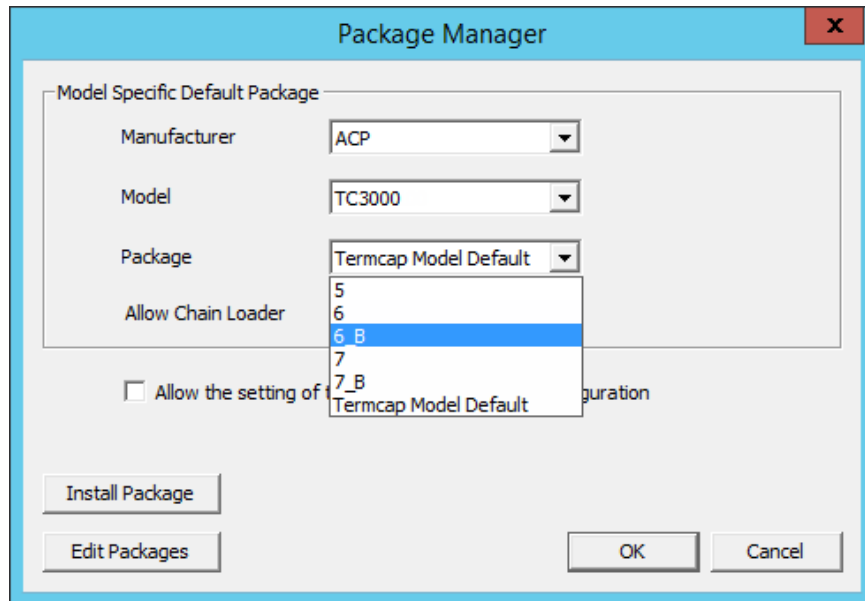 Package Manager
x
Model Specific Default Package
Manufacturer
ACP
Model
TC3000
Package
Termcap Model Default
5
6
6_B
7
7_B
Termcap Model Default
Allow Chain Loader
Allow the setting of t
guration
Install Package
Edit Packages
OK
Cancel